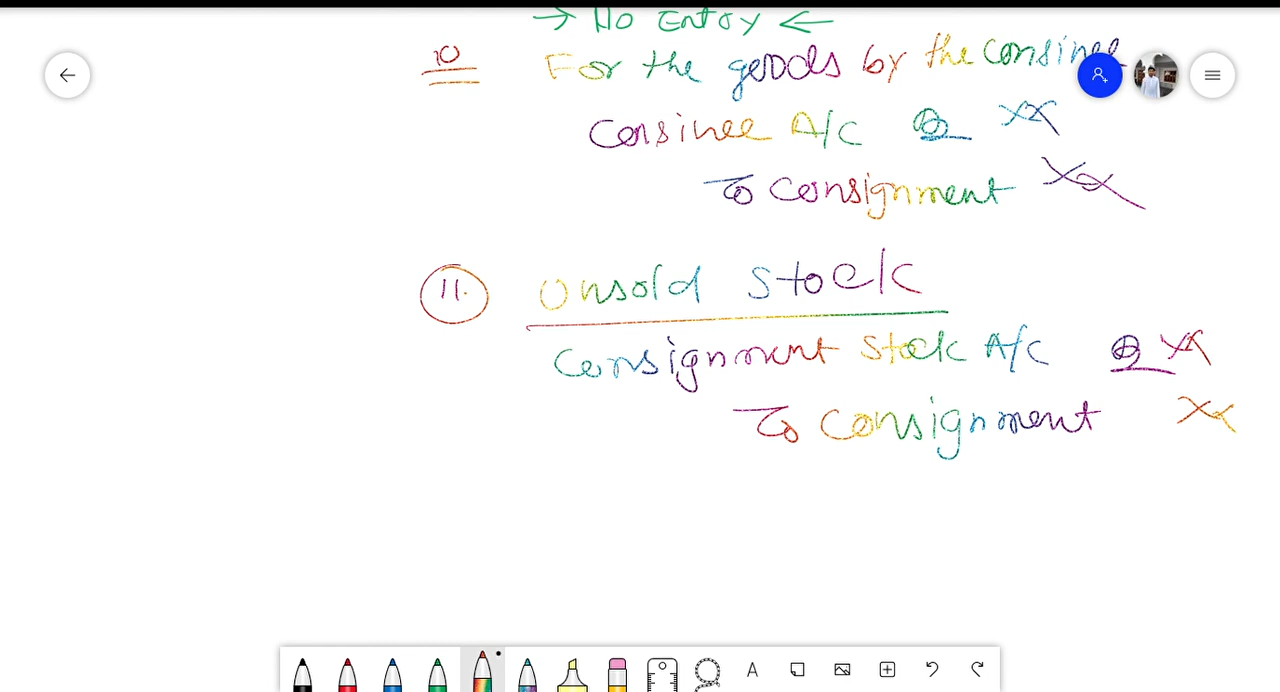 → No Entry ←
10 For the goods by the Consinee
Consinee A/C Dr XX
To Consignment XX
11. Unsold Stock
Consignment Stock A/C Dr XX
To Consignment XX
A